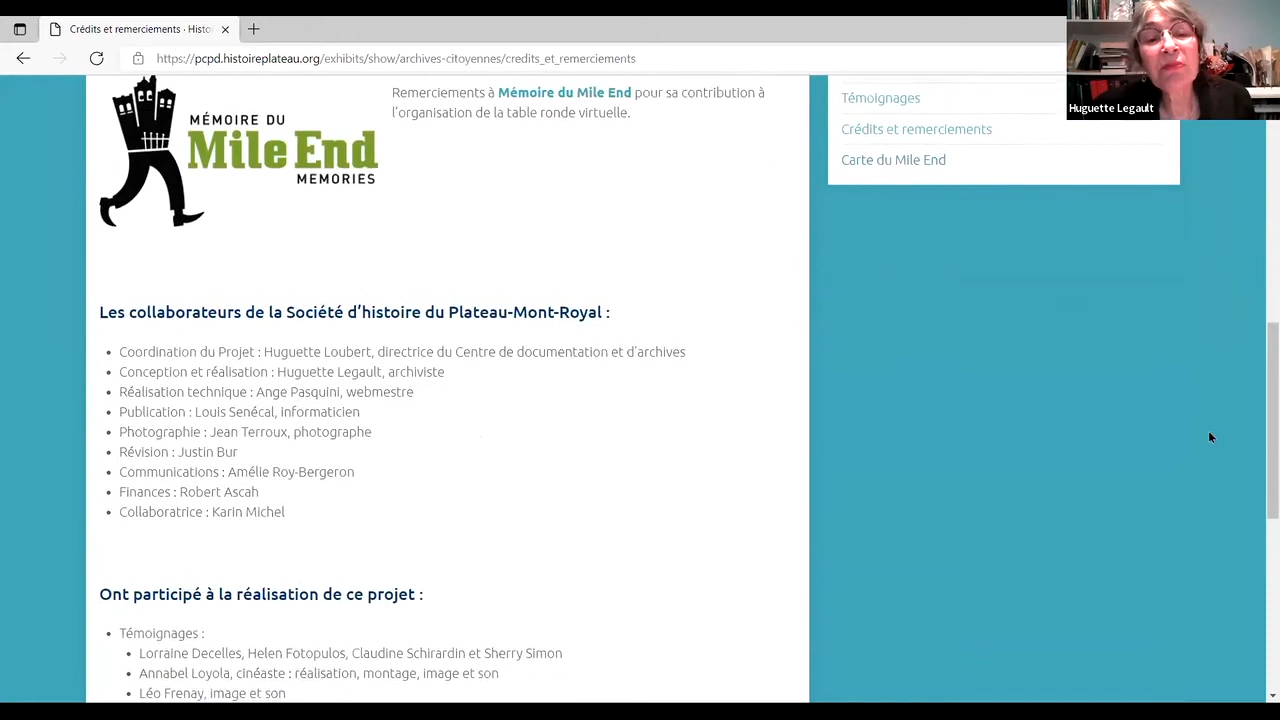 Crédits et remerciements · Histo
https://pcpd.histoireplateau.org/exhibits/show/archives-citoyennes/credits_et_remerciements
Huguette Legault
MÉMOIRE DU
Mile End
MEMORIES
Remerciements à Mémoire du Mile End pour sa contribution à
l’organisation de la table ronde virtuelle.
Témoignages
Crédits et remerciements
Carte du Mile End
Les collaborateurs de la Société d’histoire du Plateau-Mont-Royal :
• Coordination du Projet : Huguette Loubert, directrice du Centre de documentation et d’archives
• Conception et réalisation : Huguette Legault, archiviste
• Réalisation technique : Ange Pasquini, webmestre
• Publication : Louis Senécal, informaticien
• Photographie : Jean Terroux, photographe
• Révision : Justin Bur
• Communications : Amélie Roy-Bergeron
• Finances : Robert Ascah
• Collaboratrice : Karin Michel
Ont participé à la réalisation de ce projet :
• Témoignages :
• Lorraine Decelles, Helen Fotopulos, Claudine Schirardin et Sherry Simon
• Annabel Loyola, cinéaste : réalisation, montage, image et son
• Léo Frenay, image et son